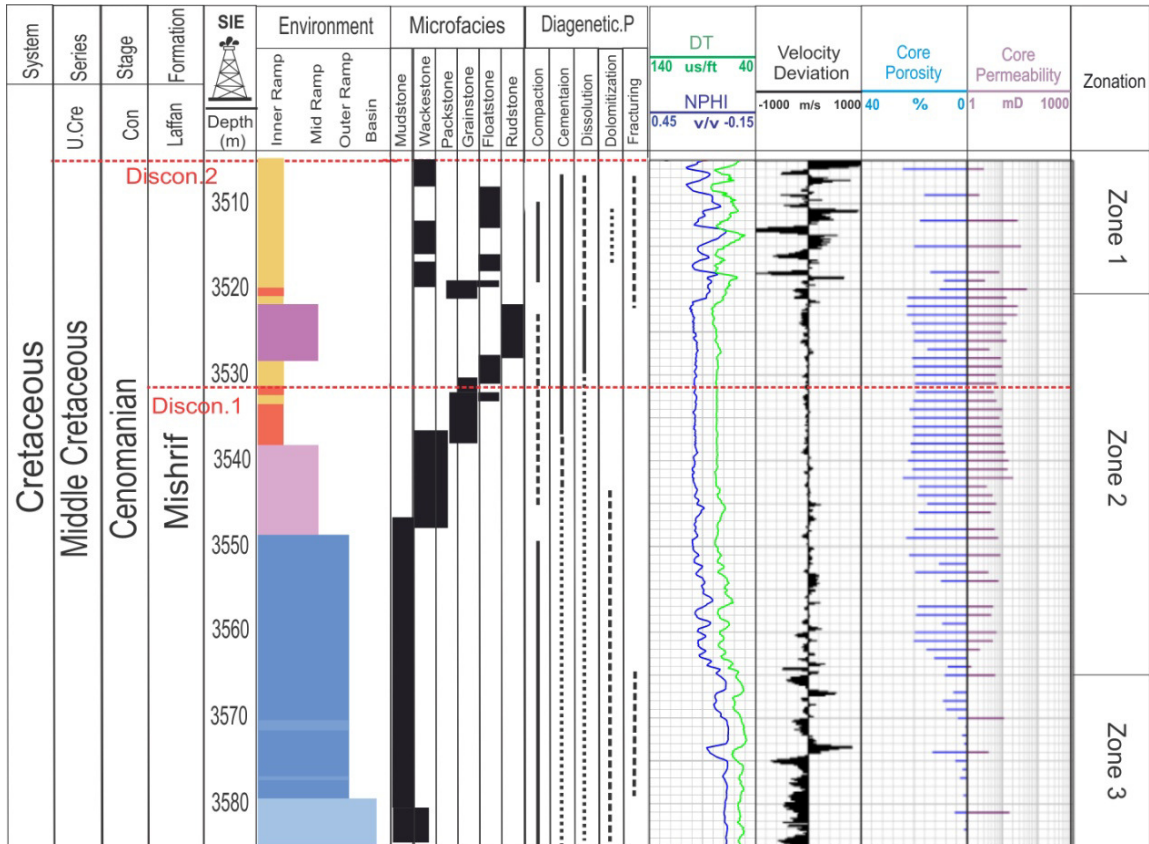 System
Series
Stage
Formation
SIE
Environment
Microfacies
Diagenetic.P
U.Cre
Con
Laffan
Depth
(m)
Inner Ramp
Mid Ramp
Outer Ramp
Basin
Mudstone
Wackestone
Packstone
Grainstone
Floatstone
Rudstone
Compaction
Cementaion
Dissolution
Dolomitization
Fracturing
DT
140 us/ft 40
NPHI
0.45 v/v -0.15
Velocity
Deviation
-1000 m/s 1000
Core
Porosity
40 % 0
Core
Permeability
1 mD 1000
Zonation
Cretaceous
Middle Cretaceous
Cenomanian
Mishrif
Discon.2
Discon.1
3510
3520
3530
3540
3550
3560
3570
3580
Zone 1
Zone 2
Zone 3